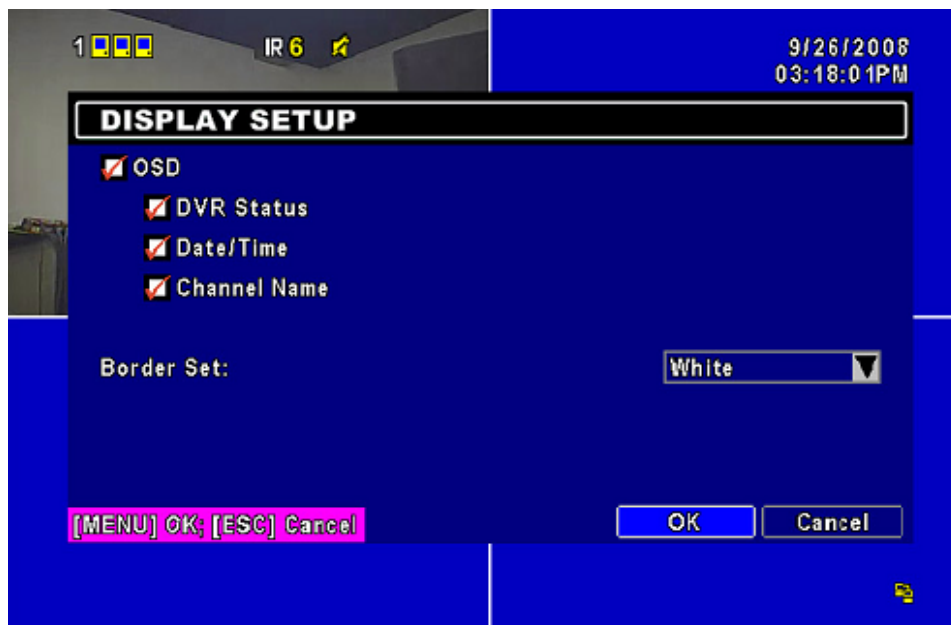 1 IR 6 9/26/2008
03:18:01PM
DISPLAY SETUP
OSD
DVR Status
Date/Time
Channel Name
Border Set: White
[MENU] OK; [ESC] Cancel OK Cancel